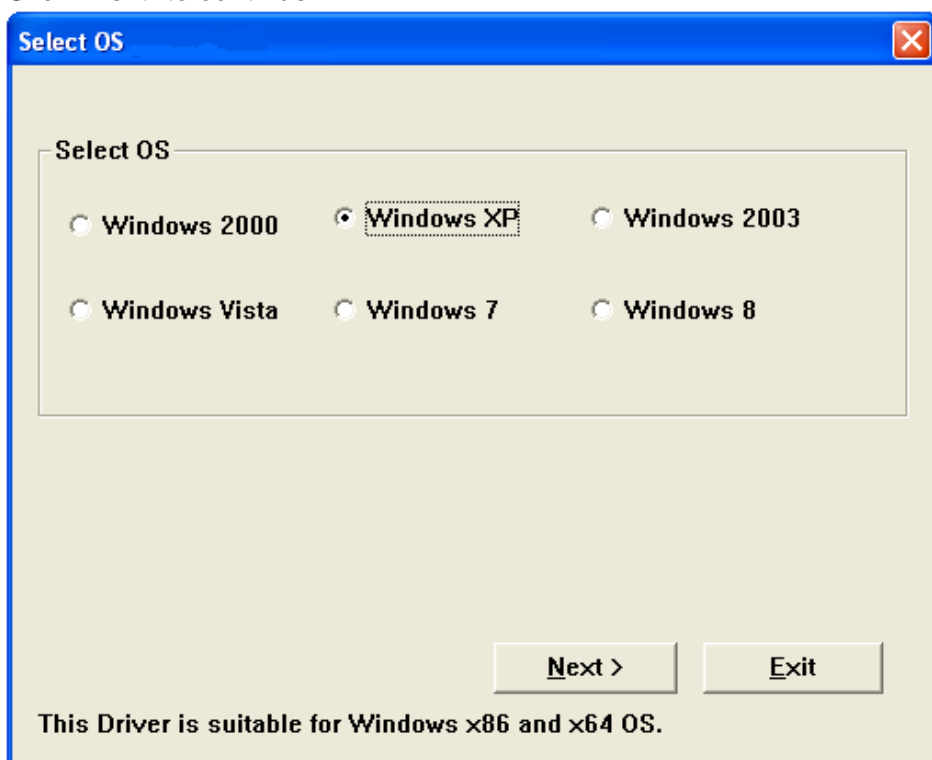 Select OS
Select OS
Windows 2000 Windows XP Windows 2003
Windows Vista Windows 7 Windows 8
Next > Exit
This Driver is suitable for Windows x86 and x64 OS.